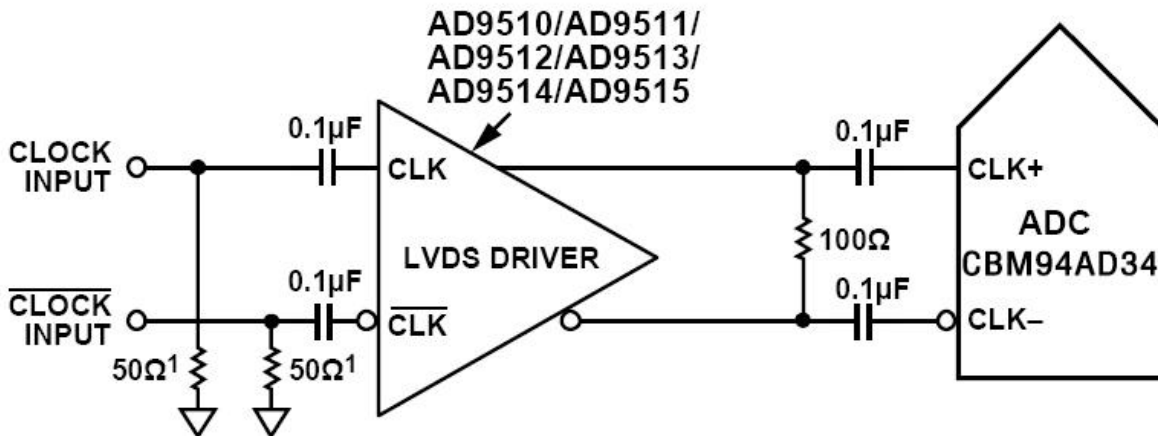 AD9510/AD9511/
AD9512/AD9513/
AD9514/AD9515
0.1µF
0.1µF
CLOCK
INPUT
CLK
CLK+
ADC
CBM94AD34
LVDS DRIVER
100Ω
0.1µF
0.1µF
CLOCK
INPUT
CLK
CLK–
50Ω1
50Ω1